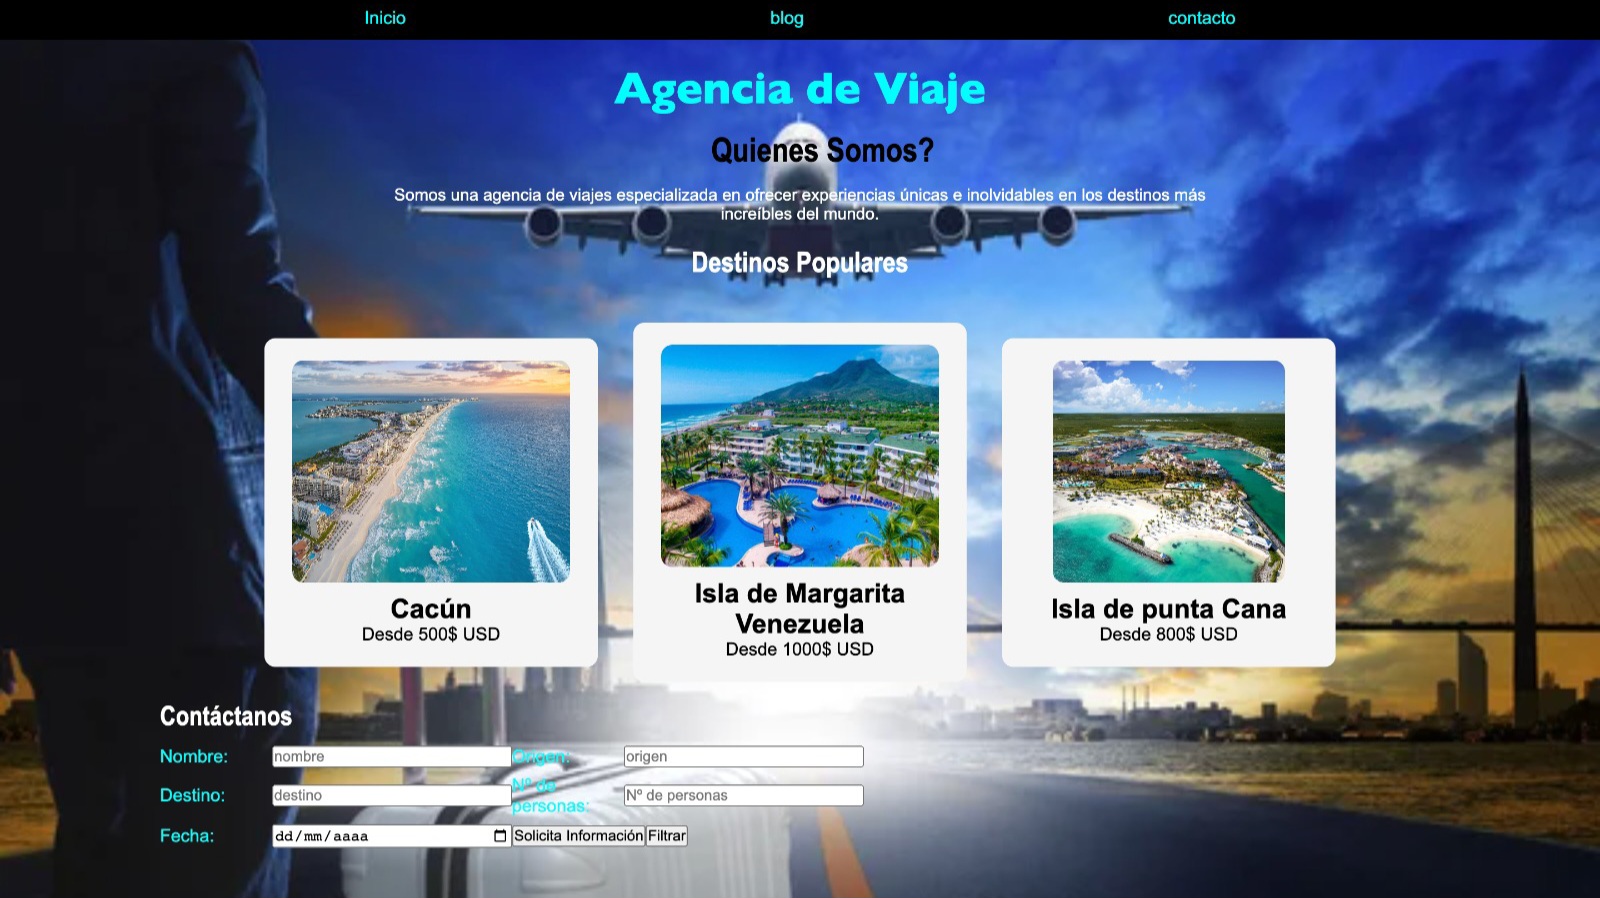 Inicio
blog
contacto
Agencia de Viaje
Quienes Somos?
Somos una agencia de viajes especializada en ofrecer experiencias únicas e inolvidables en los destinos más
increíbles del mundo.
Destinos Populares
Cacún
Desde 500$ USD
Isla de Margarita
Venezuela
Desde 1000$ USD
Isla de punta Cana
Desde 800$ USD
Contáctanos
Nombre: nombre Origen: origen
Destino: destino Nº de
personas: Nº de personas
Fecha: dd/mm/aaaa Solicita Información Filtrar